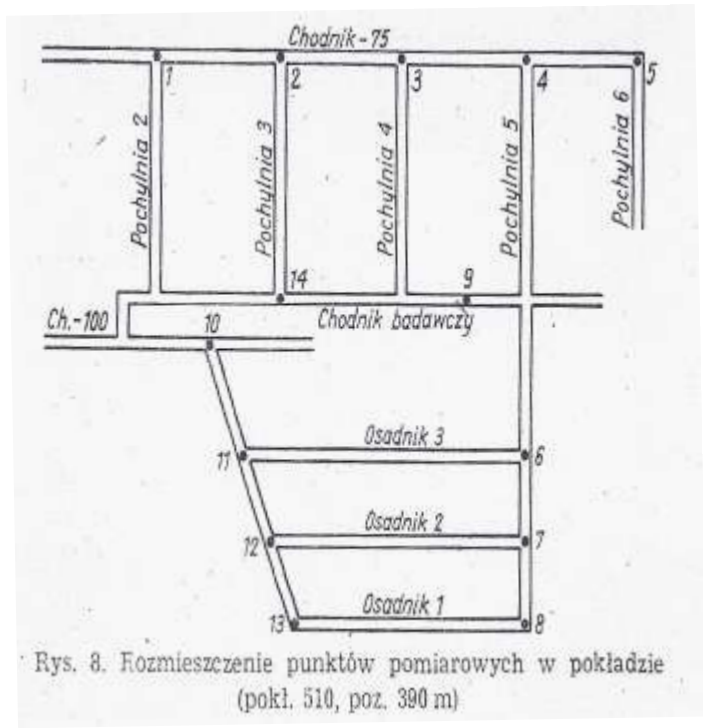 Chodnik-75
1
2
3
4
5
Pochylnia 2
Pochylnia 3
Pochylnia 4
Pochylnia 5
Pochylnia 6
14
9
Ch.-100
10
Chodnik badawczy
Osadnik 3
11
6
Osadnik 2
12
7
Osadnik 1
13
8
Rys. 8. Rozmieszczenie punktów pomiarowych w pokładzie
(pokł. 510, poz. 390 m)